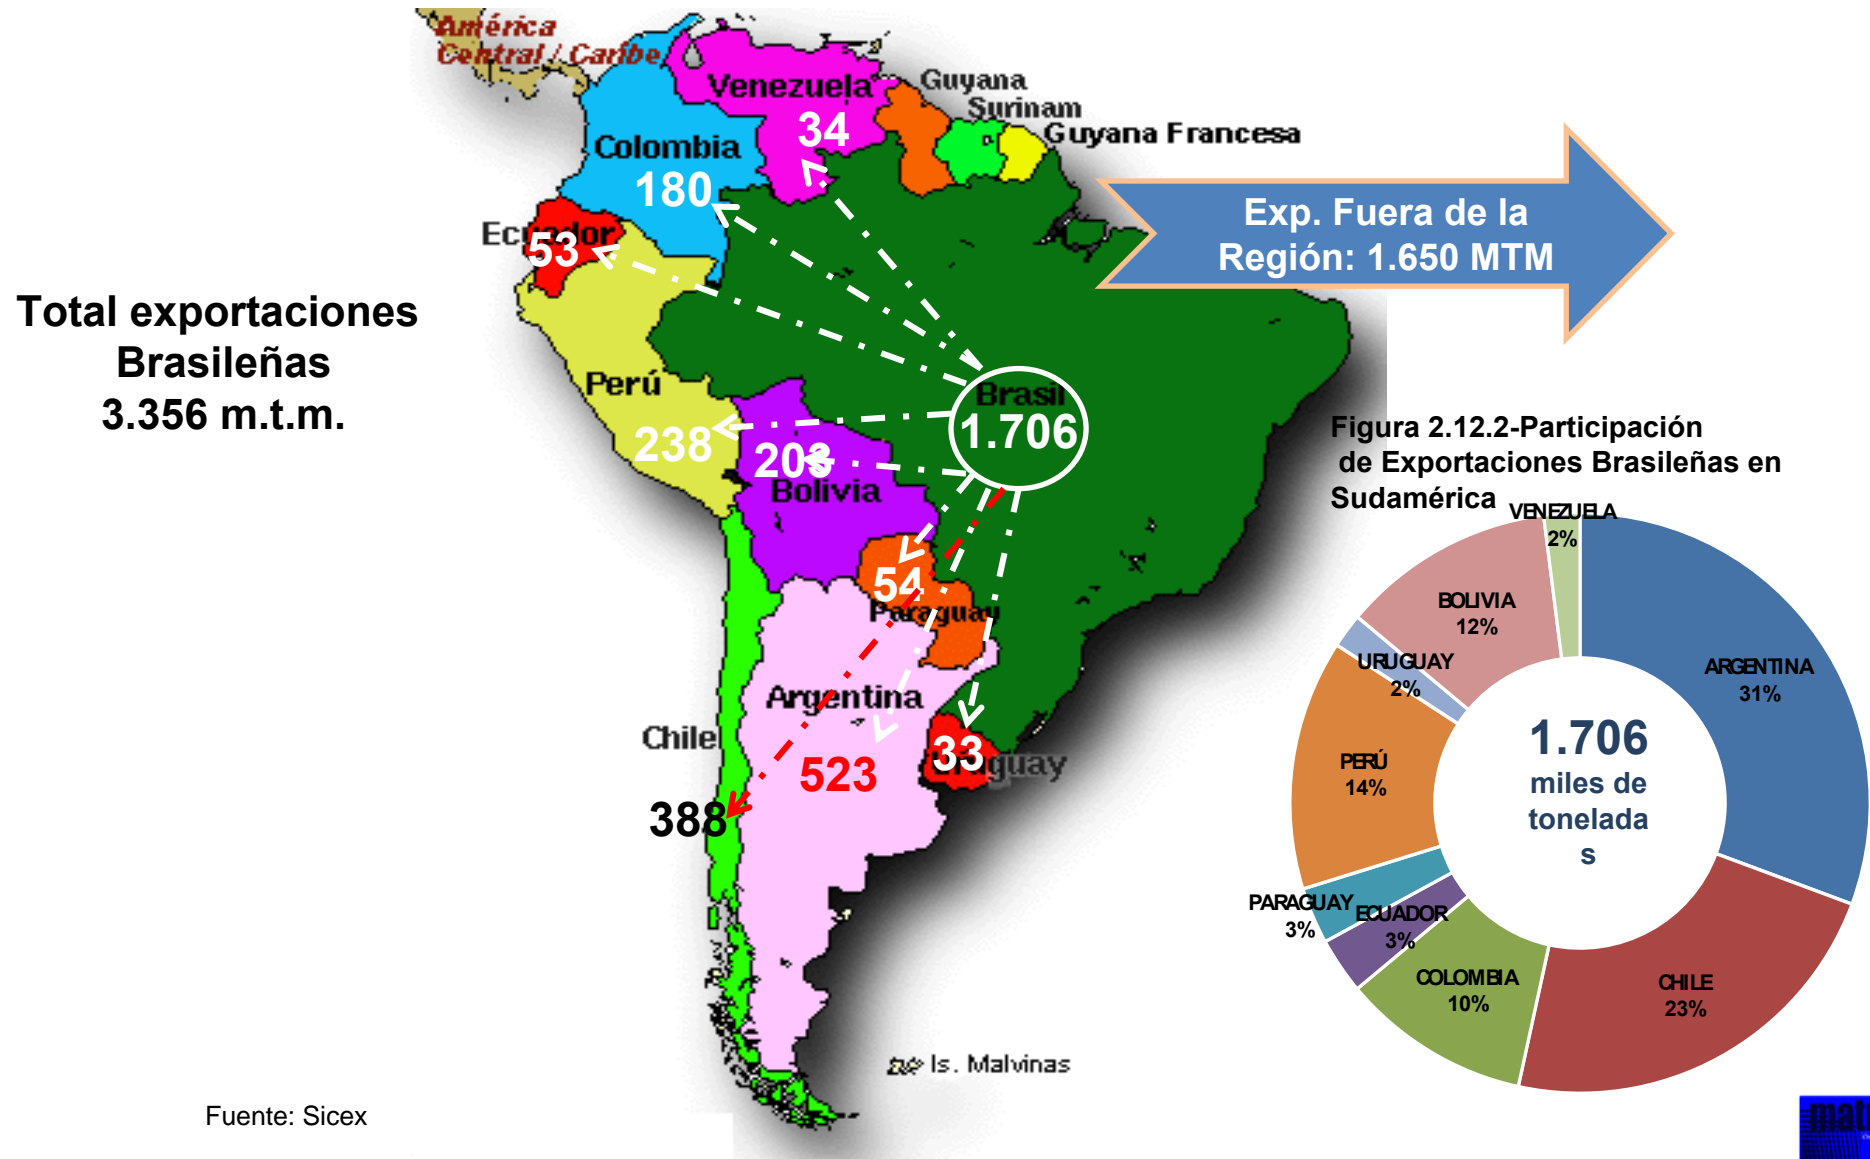 América
Central / Caribe
Venezuela
34
Guyana
Surinam
Guyana Francesa
Colombia
180
Ecuador
53
Exp. Fuera de la
Región: 1.650 MTM
Total exportaciones
Brasileñas
3.356 m.t.m.
Perú
238
Brasil
1.706
203
Bolivia
54
Paraguay
Argentina
523
Chile
388
33
Uruguay
Is. Malvinas
Figura 2.12.2-Participación
de Exportaciones Brasileñas en
Sudamérica
VENEZUELA
2%
ARGENTINA
31%
BOLIVIA
12%
URUGUAY
2%
PERÚ
14%
PARAGUAY
3%
ECUADOR
3%
COLOMBIA
10%
CHILE
23%
1.706
miles de
tonelada
s
Fuente: Sicex